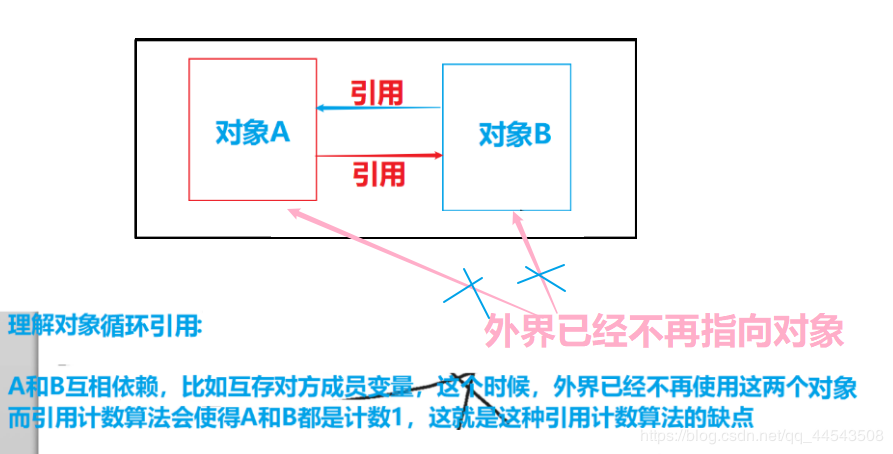 引用
对象A
对象B
引用
外界已经不再指向对象
理解对象循环引用:
A和B互相依赖，比如互存对方成员变量，这个时候，外界已经不再使用这两个对象
而引用计数算法会使得A和B都是计数1，这就是这种引用计数算法的缺点
https://blog.csdn.net/qq_44543508